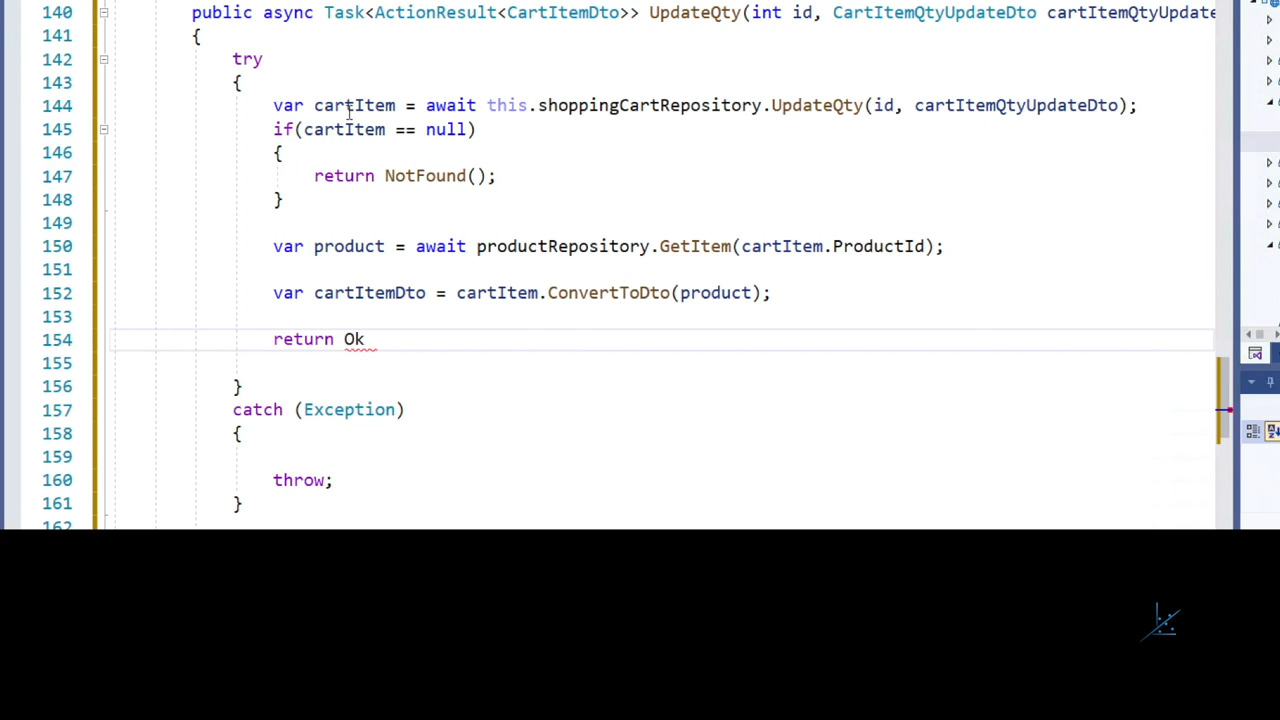 140 public async Task<ActionResult<CartItemDto>> UpdateQty(int id, CartItemQtyUpdateDto cartItemQtyUpdate
141 {
142 try
143 {
144 var cartItem = await this.shoppingCartRepository.UpdateQty(id, cartItemQtyUpdateDto);
145 if(cartItem == null)
146 {
147 return NotFound();
148 }
149
150 var product = await productRepository.GetItem(cartItem.ProductId);
151
152 var cartItemDto = cartItem.ConvertToDto(product);
153
154 return Ok
155
156 }
157 catch (Exception)
158 {
159
160 throw;
161 }
162